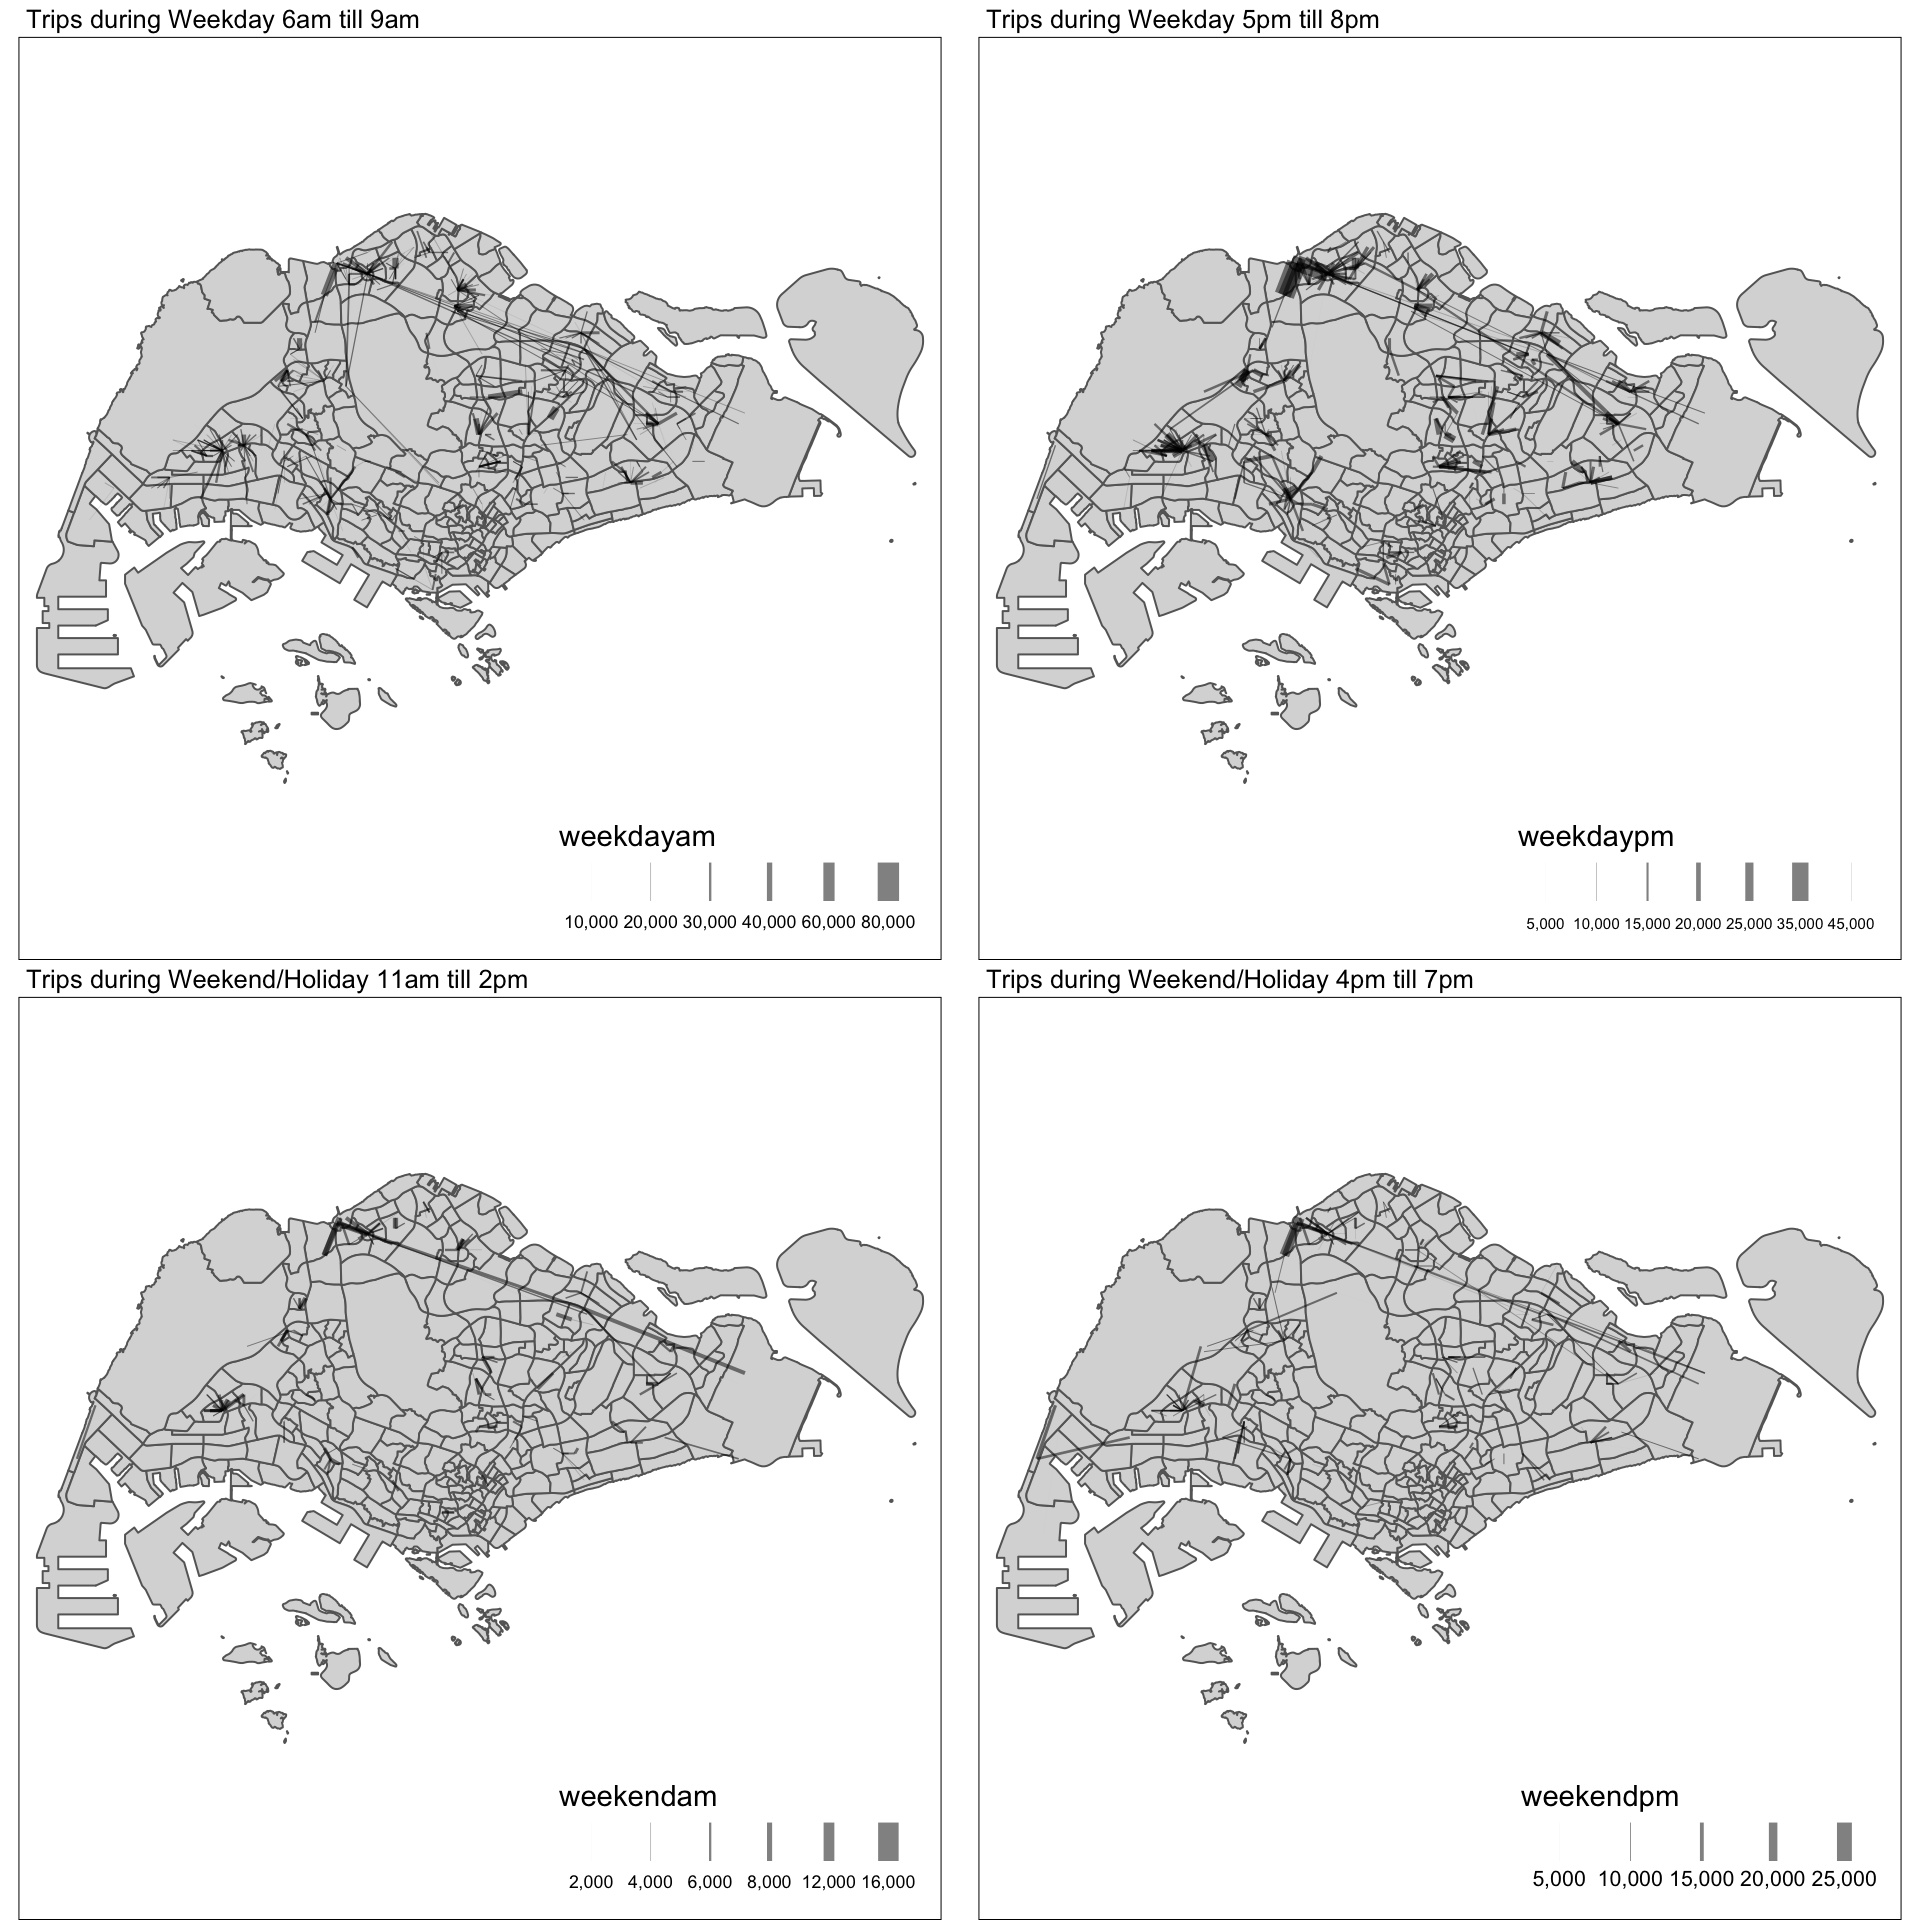 Trips during Weekday 6am till 9am
weekdayam
10,000 20,000 30,000 40,000 60,000 80,000
Trips during Weekday 5pm till 8pm
weekdaypm
5,000 10,000 15,000 20,000 25,000 35,000 45,000
Trips during Weekend/Holiday 11am till 2pm
weekendam
2,000 4,000 6,000 8,000 12,000 16,000
Trips during Weekend/Holiday 4pm till 7pm
weekendpm
5,000 10,000 15,000 20,000 25,000